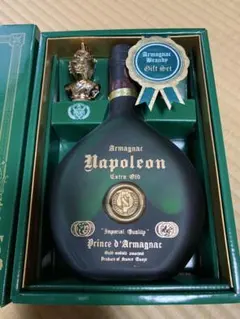 Armagnac
Brandy
Gift Set
Armagnac
Napoleon
Extra Old
"Imperial Quality"
Prince d'Armagnac